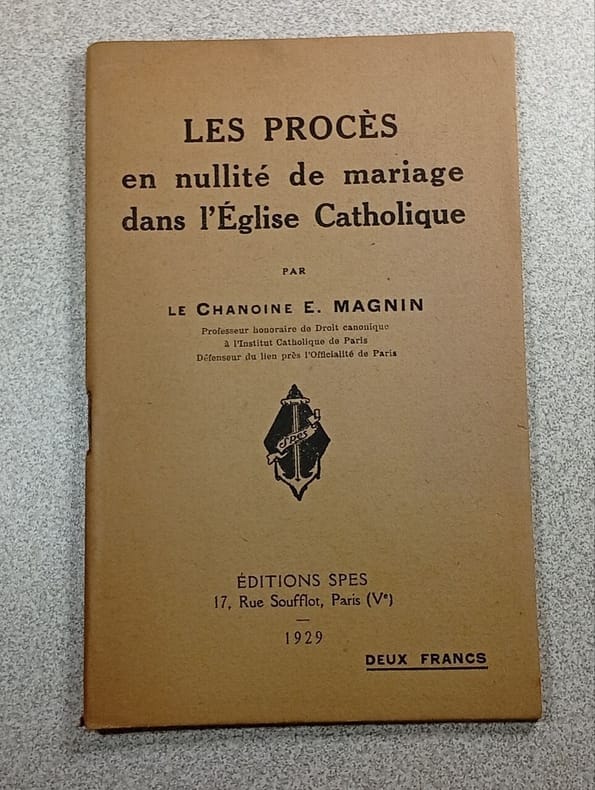 LES PROCÈS
en nullité de mariage
dans l'Église Catholique
PAR
LE CHANOINE E. MAGNIN
Professeur honoraire de Droit canonique
à l'Institut Catholique de Paris
Défenseur du lien près l'Officialité de Paris
Spes
ÉDITIONS SPES
17, Rue Soufflot, Paris (Vᵉ)
1929
DEUX FRANCS